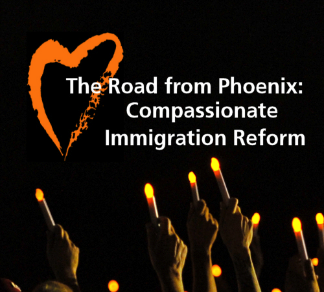 The Road from Phoenix:
Compassionate
Immigration Reform